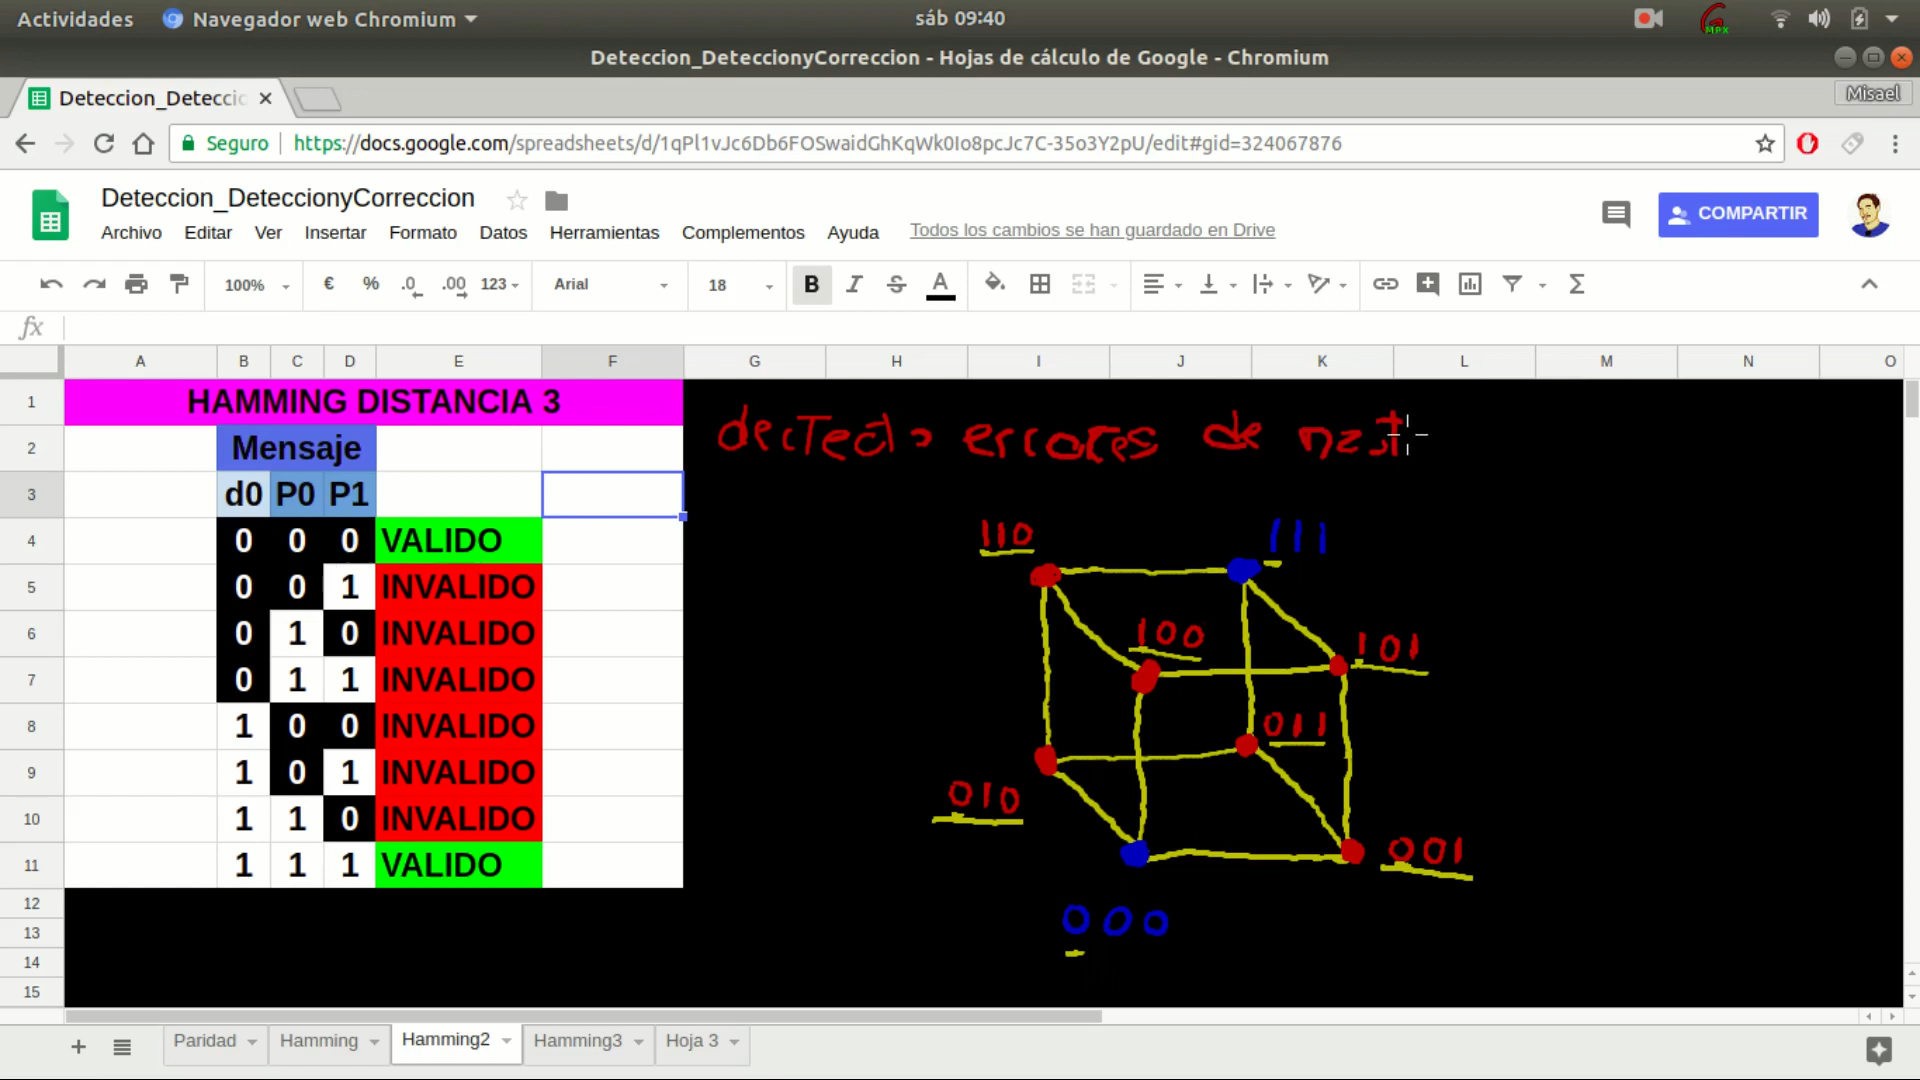 Actividades Navegador web Chromium sáb 09:40
Deteccion_DeteccionyCorreccion - Hojas de cálculo de Google - Chromium
Deteccion_Deteccio Misael
Seguro https://docs.google.com/spreadsheets/d/1qPl1vJc6Db6FOSwaidGhKqWk0Io8pcJc7C-35o3Y2pU/edit#gid=324067876
Deteccion_DeteccionyCorreccion
COMPARTIR
Archivo Editar Ver Insertar Formato Datos Herramientas Complementos Ayuda Todos los cambios se han guardado en Drive
100% € % .0 .00 123 Arial 18 B I S A Σ
fx
A B C D E F G H I J K L M N O
1 HAMMING DISTANCIA 3
2 Mensaje errores de
3 d0 P0 P1
4 0 0 0 VALIDO 110 111
5 0 0 1 INVALIDO
6 0 1 0 INVALIDO 100 101
7 0 1 1 INVALIDO
8 1 0 0 INVALIDO 011
9 1 0 1 INVALIDO
10 1 1 0 INVALIDO 010
11 1 1 1 VALIDO 001
12
13 000
14
15
Paridad Hamming Hamming2 Hamming3 Hoja 3